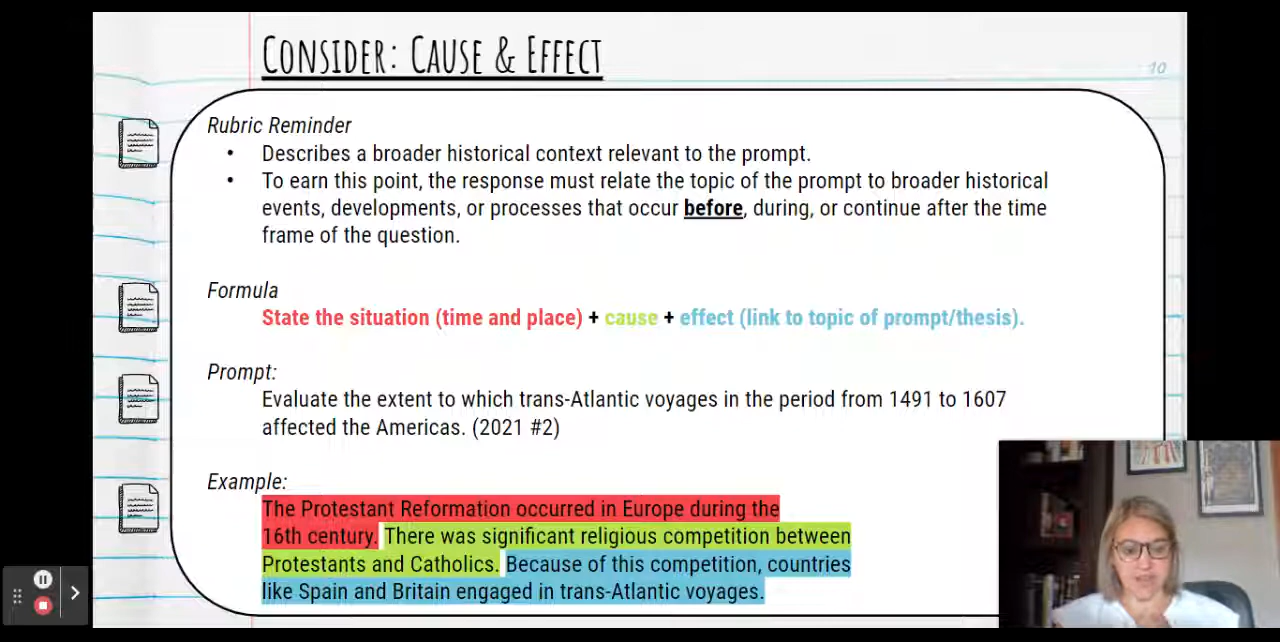 CONSIDER: CAUSE & EFFECT
10
Rubric Reminder
• Describes a broader historical context relevant to the prompt.
• To earn this point, the response must relate the topic of the prompt to broader historical
events, developments, or processes that occur before, during, or continue after the time
frame of the question.
Formula
State the situation (time and place) + cause + effect (link to topic of prompt/thesis).
Prompt:
Evaluate the extent to which trans-Atlantic voyages in the period from 1491 to 1607
affected the Americas. (2021 #2)
Example:
The Protestant Reformation occurred in Europe during the
16th century. There was significant religious competition between
Protestants and Catholics. Because of this competition, countries
like Spain and Britain engaged in trans-Atlantic voyages.